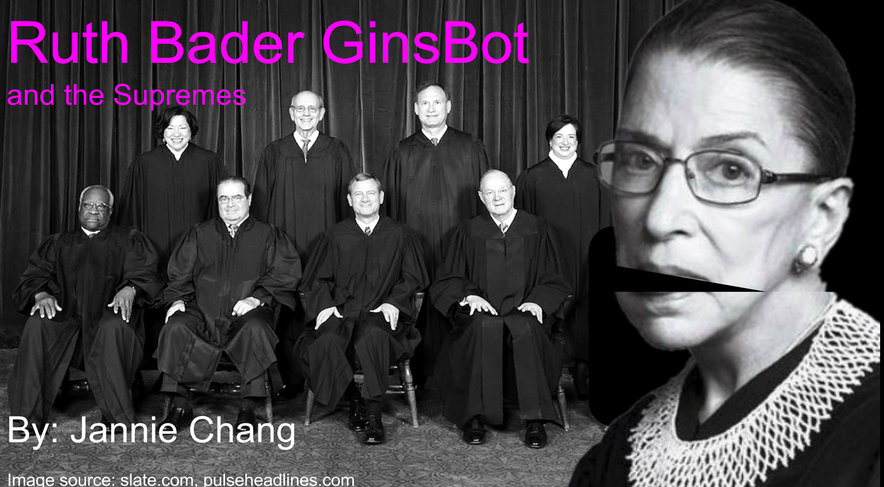 Ruth Bader GinsBot
and the Supremes
By: Jannie Chang
Image source: slate.com, pulseheadlines.com